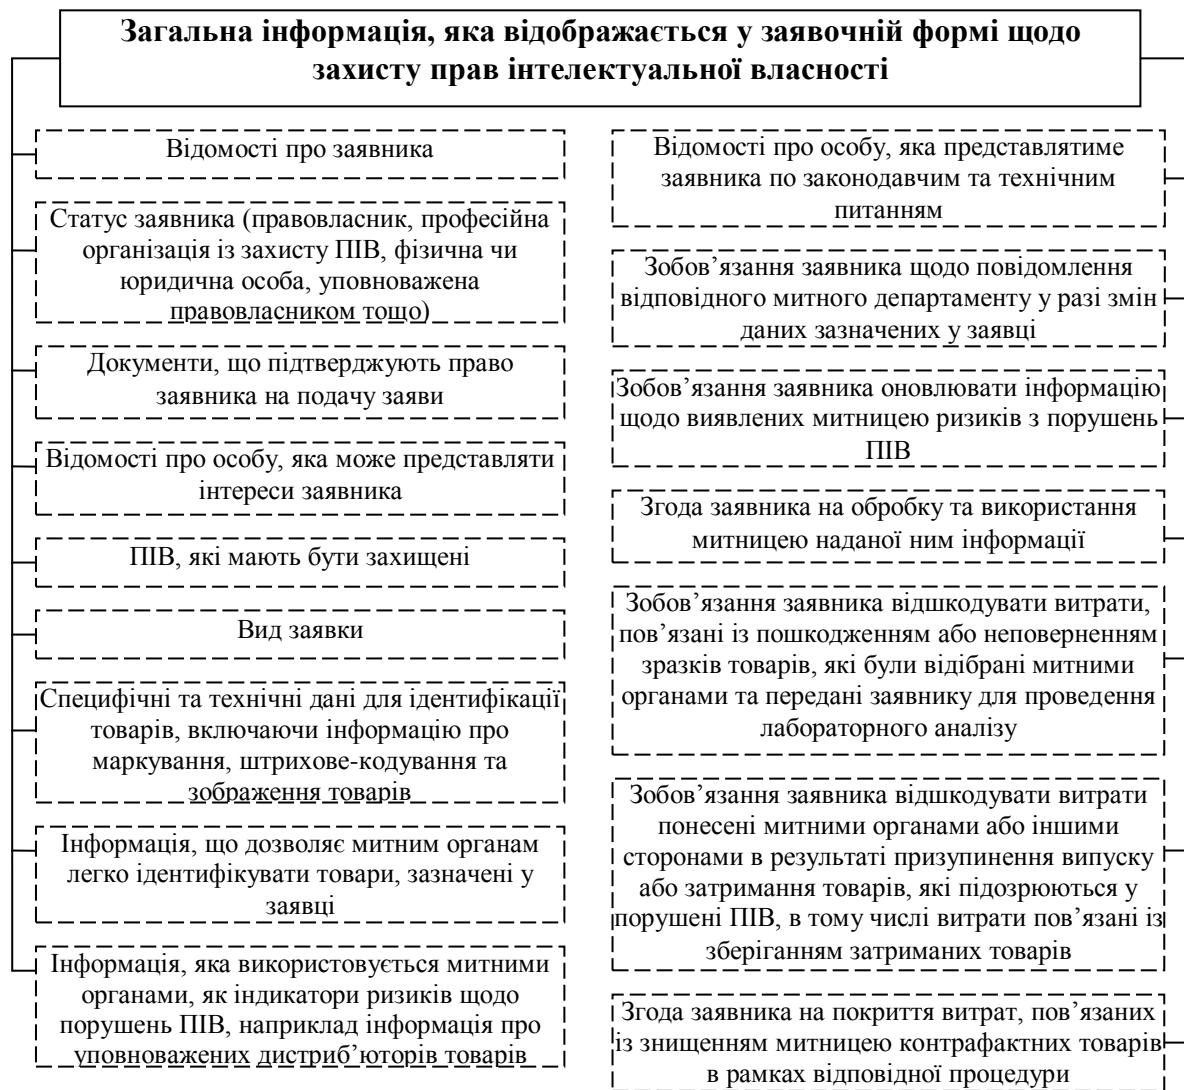 Загальна інформація, яка відображається у заявочній формі щодо
захисту прав інтелектуальної власності
Відомості про заявника
Статус заявника (правовласник, професійна
організація із захисту ПІВ, фізична чи
юридична особа, уповноважена
правовласником тощо)
Документи, що підтверджують право
заявника на подачу заяви
Відомості про особу, яка може представляти
інтереси заявника
ПІВ, які мають бути захищені
Вид заявки
Специфічні та технічні дані для ідентифікації
товарів, включаючи інформацію про
маркування, штрихове-кодування та
зображення товарів
Інформація, що дозволяє митним органам
легко ідентифікувати товари, зазначені у
заявці
Інформація, яка використовується митними
органами, як індикатори ризиків щодо
порушень ПІВ, наприклад інформація про
уповноважених дистриб’юторів товарів
Відомості про особу, яка представлятиме
заявника по законодавчим та технічним
питанням
Зобов’язання заявника щодо повідомлення
відповідного митного департаменту у разі змін
даних зазначених у заявці
Зобов’язання заявника оновлювати інформацію
щодо виявлених митницею ризиків з порушень
ПІВ
Згода заявника на обробку та використання
митницею наданої ним інформації
Зобов’язання заявника відшкодувати витрати,
пов’язані із пошкодженням або неповерненням
зразків товарів, які були відібрані митними
органами та передані заявнику для проведення
лабораторного аналізу
Зобов’язання заявника відшкодувати витрати
понесені митними органами або іншими
сторонами в результаті призупинення випуску
або затримання товарів, які підозрюються у
порушені ПІВ, в тому числі витрати пов’язані із
зберіганням затриманих товарів
Згода заявника на покриття витрат, пов’язаних
із знищенням митницею контрафактних товарів
в рамках відповідної процедури